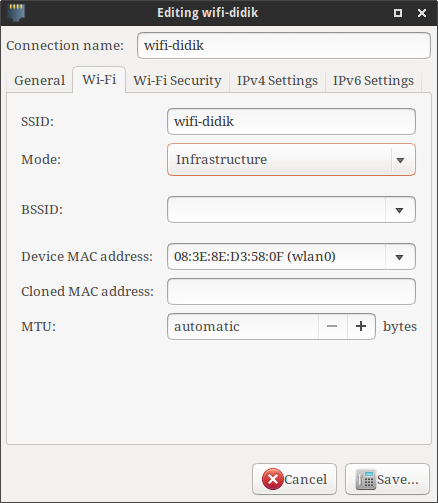 Editing wifi-didik
Connection name: wifi-didik
General Wi-Fi Wi-Fi Security IPv4 Settings IPv6 Settings
SSID: wifi-didik
Mode: Infrastructure
BSSID:
Device MAC address: 08:3E:8E:D3:58:0F (wlan0)
Cloned MAC address:
MTU: automatic − + bytes
Cancel Save...